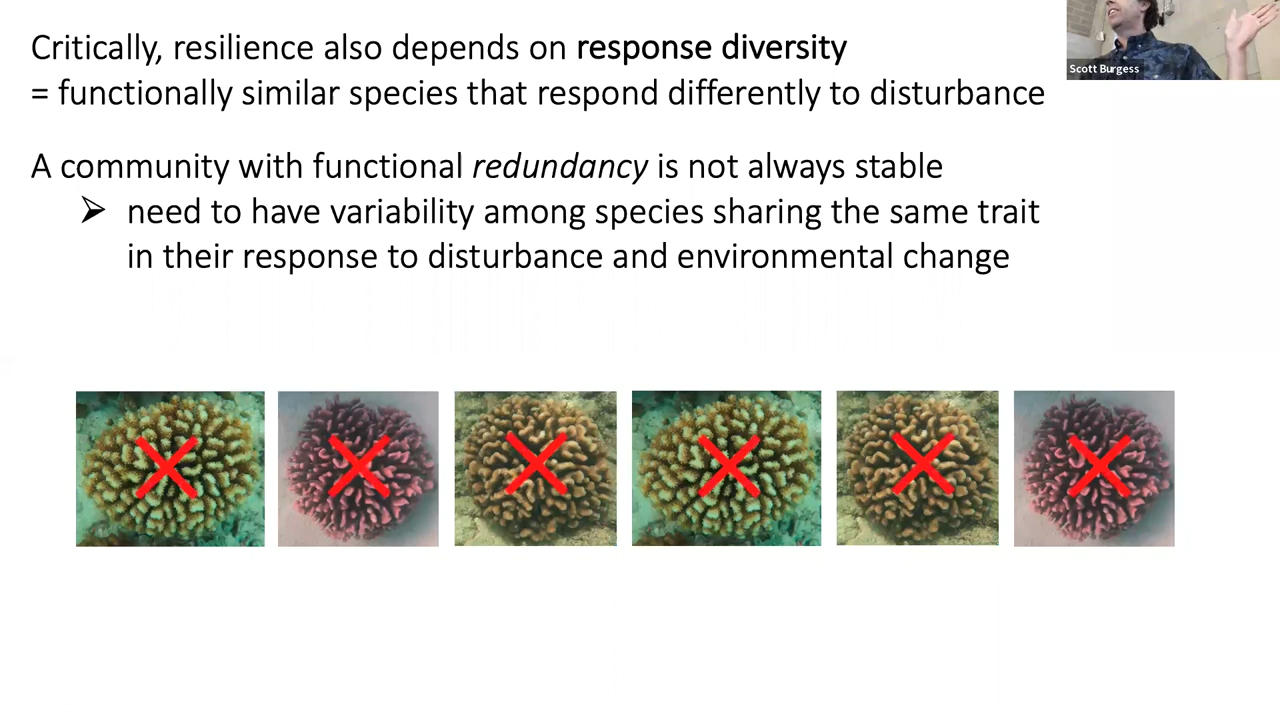 Critically, resilience also depends on response diversity
= functionally similar species that respond differently to disturbance
A community with functional redundancy is not always stable
➢ need to have variability among species sharing the same trait
in their response to disturbance and environmental change
Scott Burgess